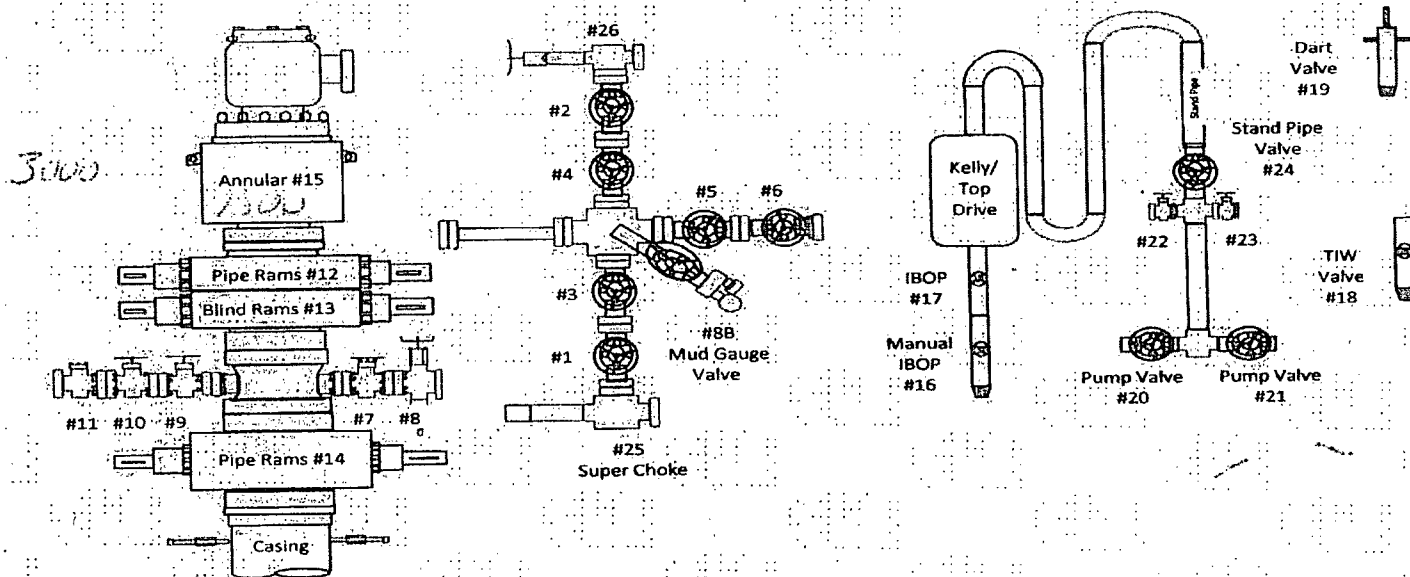 3000
Annular #15
1500
Pipe Rams #12
Blind Rams #13
#11 #10 #9 #7 #8
Pipe Rams #14
Casing
#26
#2
#4
#5 #6
#3
#8B
Mud Gauge
Valve
#1
#25
Super Choke
Kelly/
Top
Drive
IBOP
#17
Manual
IBOP
#16
Stand Pipe
Stand Pipe
Valve
#24
#22 #23
Pump Valve
#20
Pump Valve
#21
Dart
Valve
#19
TIW
Valve
#18